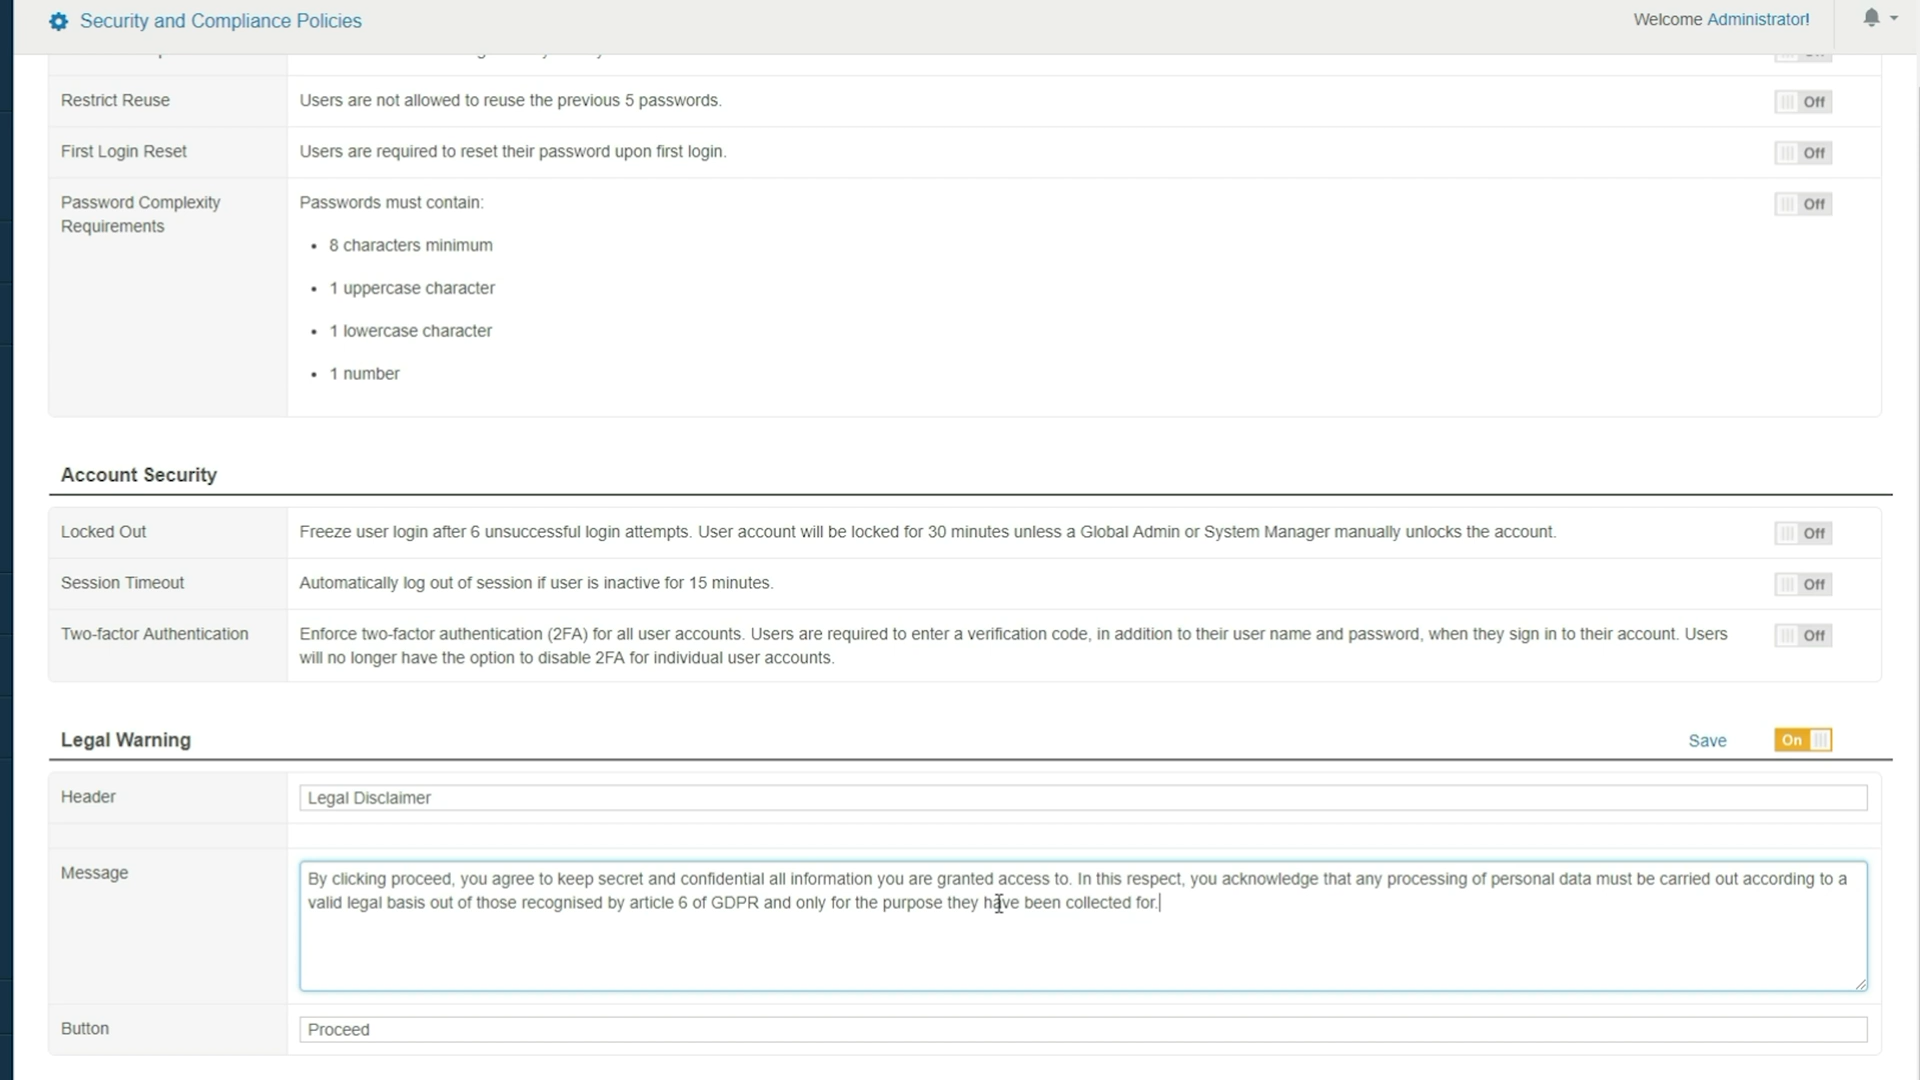 Security and Compliance Policies
Welcome Administrator!
Restrict Reuse
Users are not allowed to reuse the previous 5 passwords.
Off
First Login Reset
Users are required to reset their password upon first login.
Off
Password Complexity
Requirements
Passwords must contain:
Off
• 8 characters minimum
• 1 uppercase character
• 1 lowercase character
• 1 number
Account Security
Locked Out
Freeze user login after 6 unsuccessful login attempts. User account will be locked for 30 minutes unless a Global Admin or System Manager manually unlocks the account.
Off
Session Timeout
Automatically log out of session if user is inactive for 15 minutes.
Off
Two-factor Authentication
Enforce two-factor authentication (2FA) for all user accounts. Users are required to enter a verification code, in addition to their user name and password, when they sign in to their account. Users
will no longer have the option to disable 2FA for individual user accounts.
Off
Legal Warning
Save
On
Header
Legal Disclaimer
Message
By clicking proceed, you agree to keep secret and confidential all information you are granted access to. In this respect, you acknowledge that any processing of personal data must be carried out according to a
valid legal basis out of those recognised by article 6 of GDPR and only for the purpose they have been collected for.
Button
Proceed